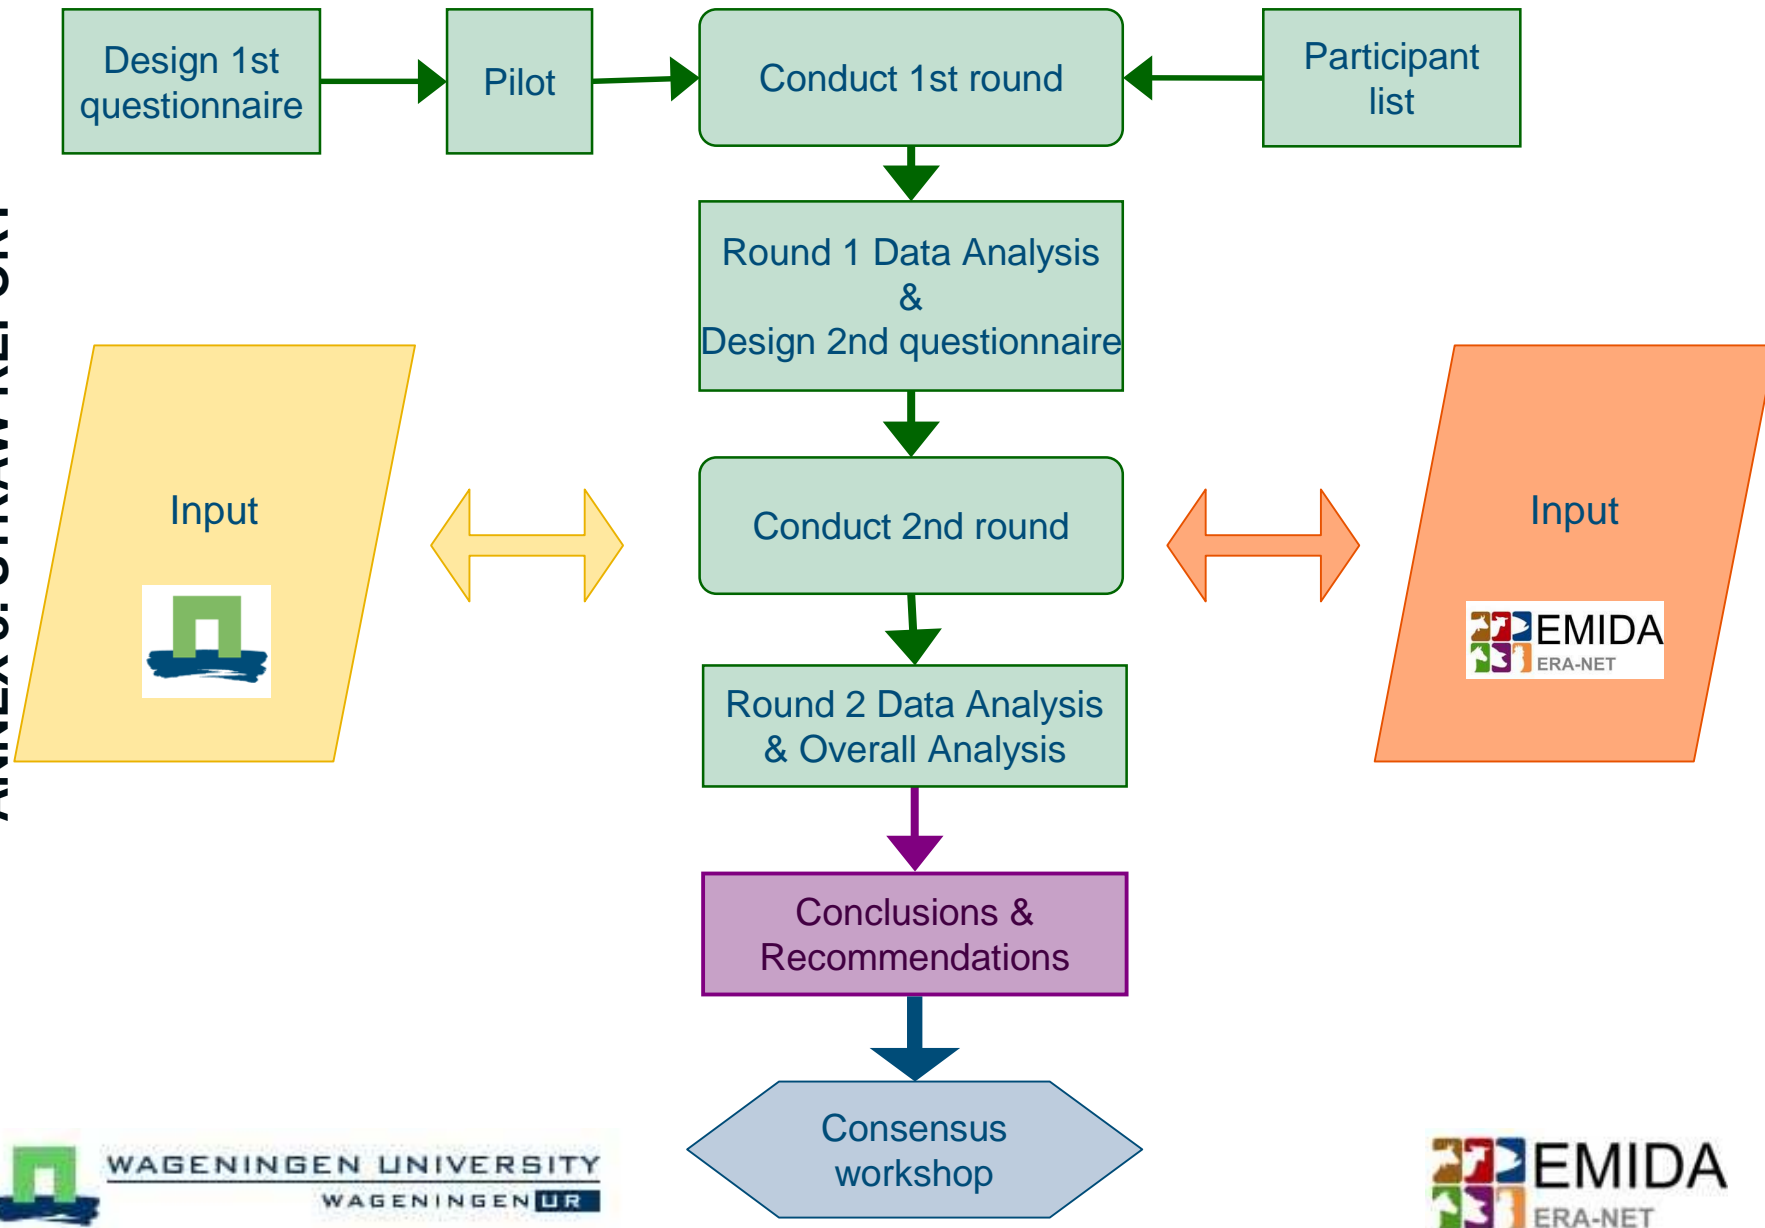 Design 1st
questionnaire
Pilot
Conduct 1st round
Participant
list
Round 1 Data Analysis
&
Design 2nd questionnaire
Input
Conduct 2nd round
Input
EMIDA
ERA-NET
Round 2 Data Analysis
& Overall Analysis
Conclusions &
Recommendations
Consensus
workshop
WAGENINGEN UNIVERSITY
WAGENINGEN UR
EMIDA
ERA-NET